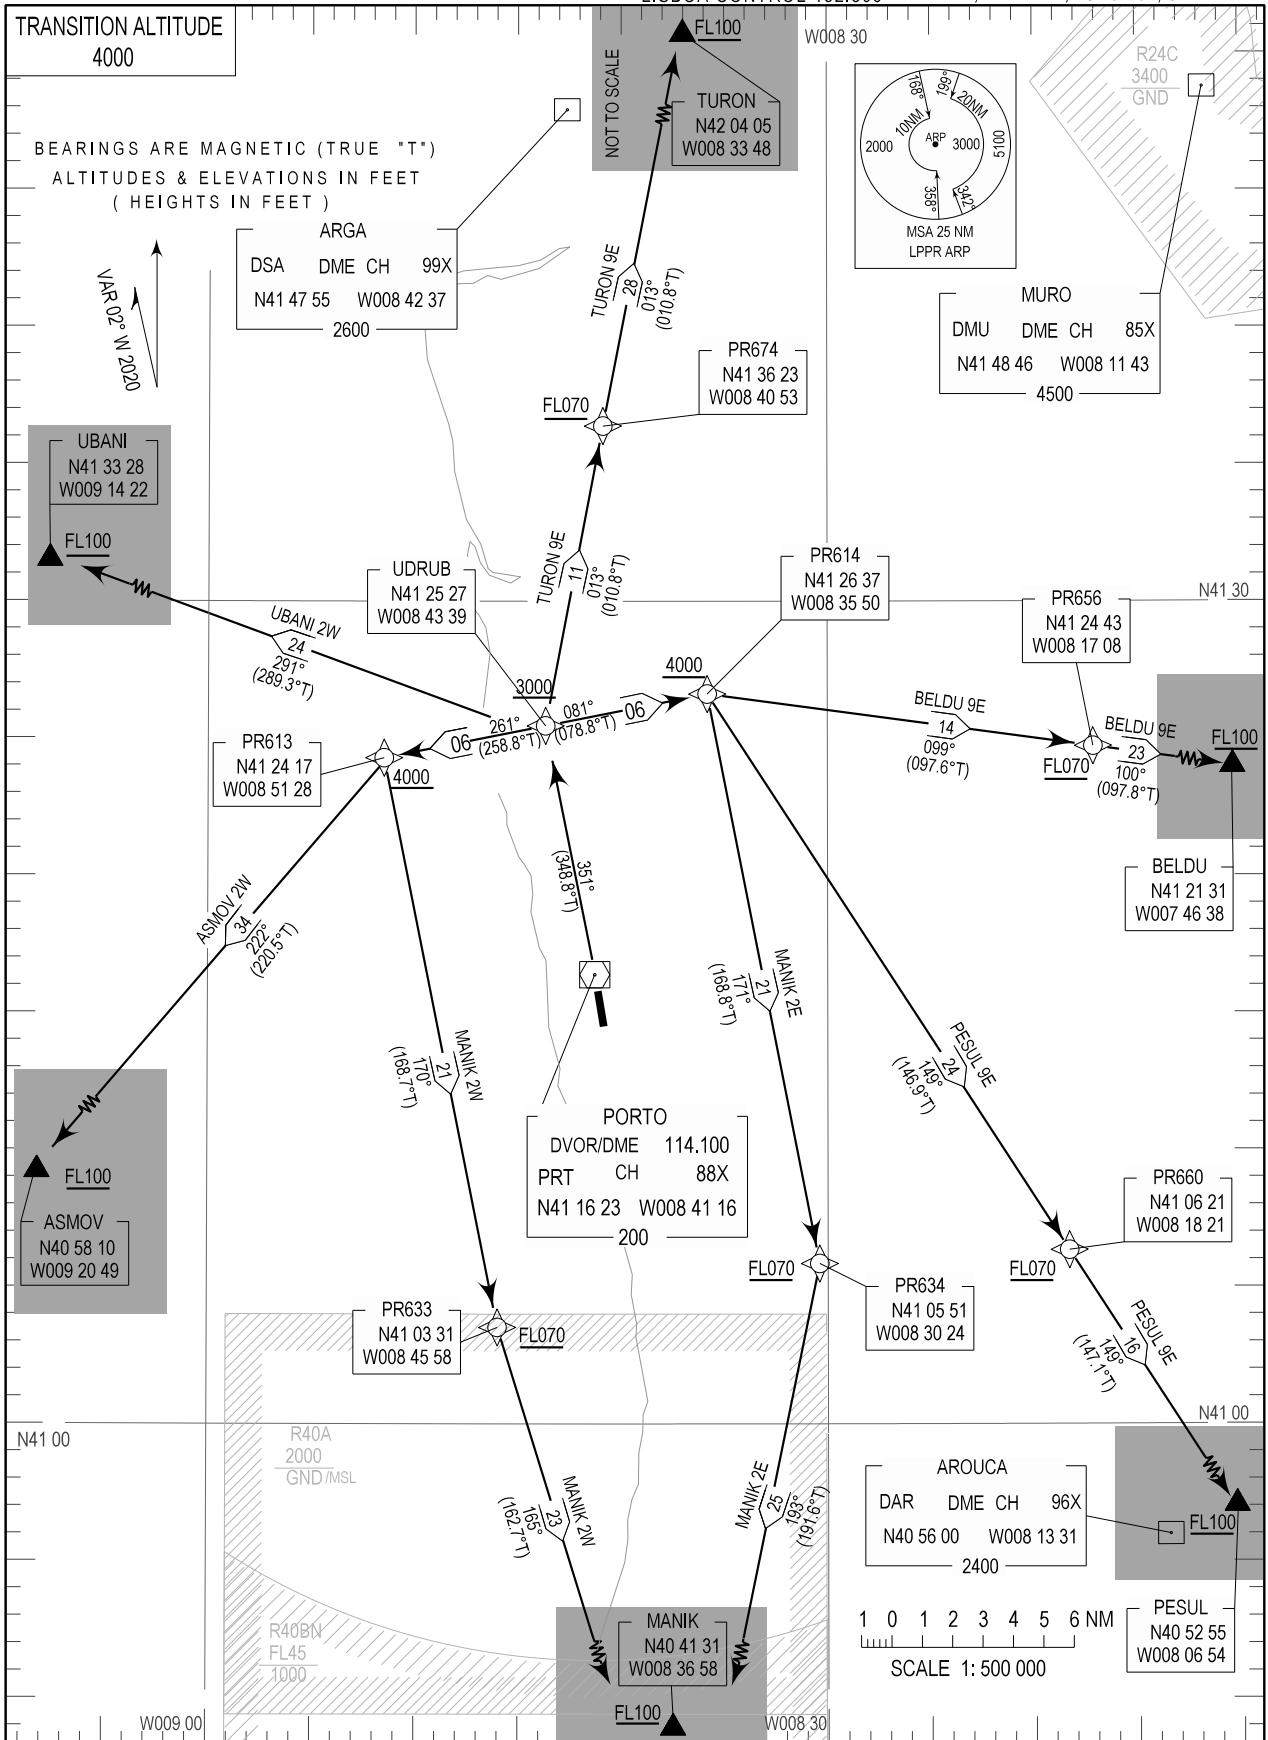 TRANSITION ALTITUDE
4000
FL100
W008 30
NOT TO SCALE
TURON
N42 04 05
W008 33 48
R24C
3400
GND
168°
199°
20NM
10NM
ARP
2000
3000
5100
358°
342°
MSA 25 NM
LPPR ARP
BEARINGS ARE MAGNETIC (TRUE "T")
ALTITUDES & ELEVATIONS IN FEET
( HEIGHTS IN FEET )
VAR 02° W 2020
ARGA
DSA DME CH 99X
N41 47 55 W008 42 37
2600
TURON 9E
28
013°
(010.8°T)
MURO
DMU DME CH 85X
N41 48 46 W008 11 43
4500
PR674
N41 36 23
W008 40 53
FL070
UBANI
N41 33 28
W009 14 22
FL100
TURON 9E
11
013°
(010.8°T)
UDRUB
N41 25 27
W008 43 39
PR614
N41 26 37
W008 35 50
N41 30
PR656
N41 24 43
W008 17 08
UBANI 2W
24
291°
(289.3°T)
3000
4000
261°
(258.8°T)
06
081°
(078.8°T)
06
BELDU 9E
14
099°
(097.6°T)
BELDU 9E
23
100°
(097.8°T)
FL070
FL100
PR613
N41 24 17
W008 51 28
4000
BELDU
N41 21 31
W007 46 38
351°
(348.8°T)
ASMOV 2W
34
222°
(220.5°T)
MANIK 2E
21
171°
(168.8°T)
MANIK 2W
21
170°
(168.7°T)
PESUL 9E
24
149°
(146.9°T)
PORTO
DVOR/DME 114.100
PRT CH 88X
N41 16 23 W008 41 16
200
FL100
ASMOV
N40 58 10
W009 20 49
PR660
N41 06 21
W008 18 21
FL070
FL070
PR634
N41 05 51
W008 30 24
PR633
N41 03 31
W008 45 58
FL070
PESUL 9E
16
149°
(147.1°T)
N41 00
N41 00
R40A
2000
GND/MSL
MANIK 2W
23
165°
(162.7°T)
MANIK 2E
25
193°
(191.6°T)
AROUCA
DAR DME CH 96X
N40 56 00 W008 13 31
2400
FL100
R40BN
FL45
1000
MANIK
N40 41 31
W008 36 58
FL100
1 0 1 2 3 4 5 6 NM
SCALE 1: 500 000
PESUL
N40 52 55
W008 06 54
W009 00
W008 30